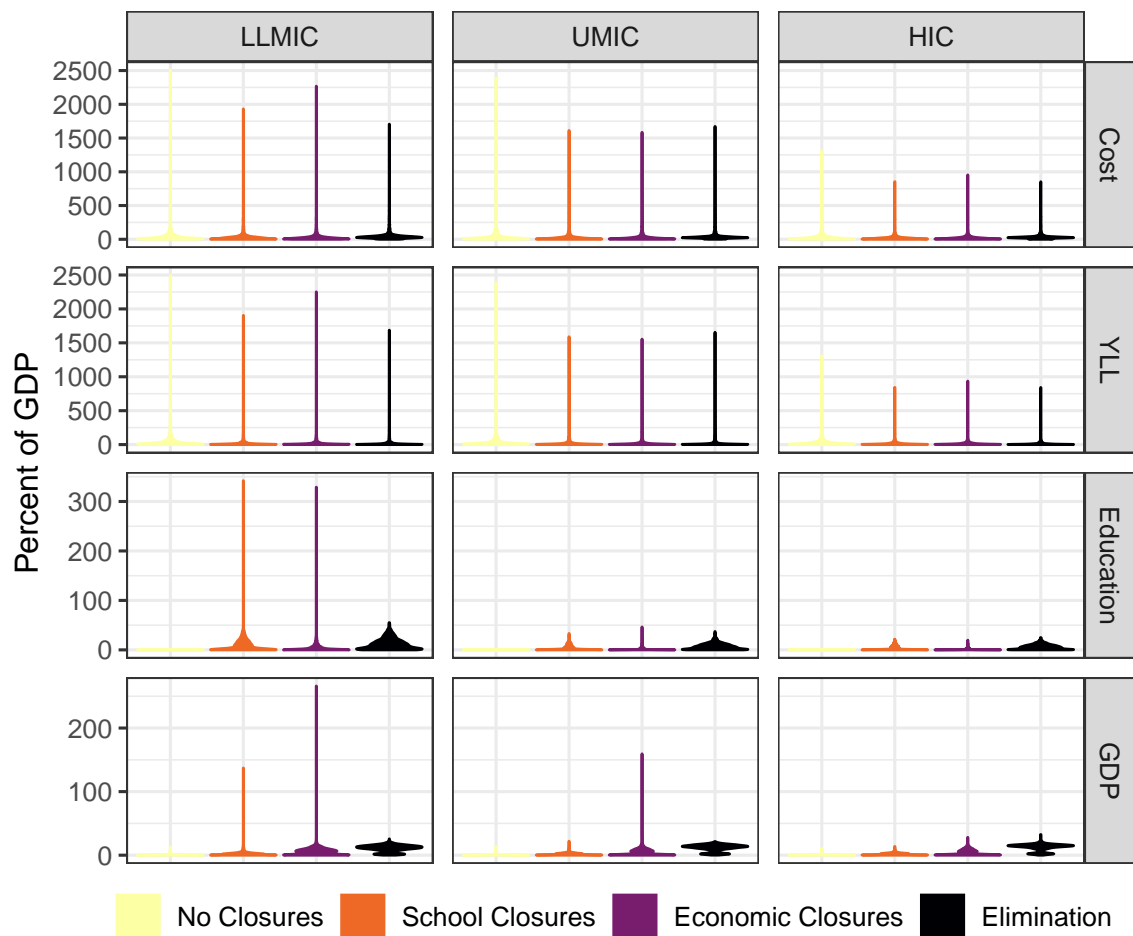 LLMIC UMIC HIC
Percent of GDP
2500
2000
1500
1000
500
0
Cost
2500
2000
1500
1000
500
0
YLL
300
200
100
0
Education
200
100
0
GDP
No Closures School Closures Economic Closures Elimination